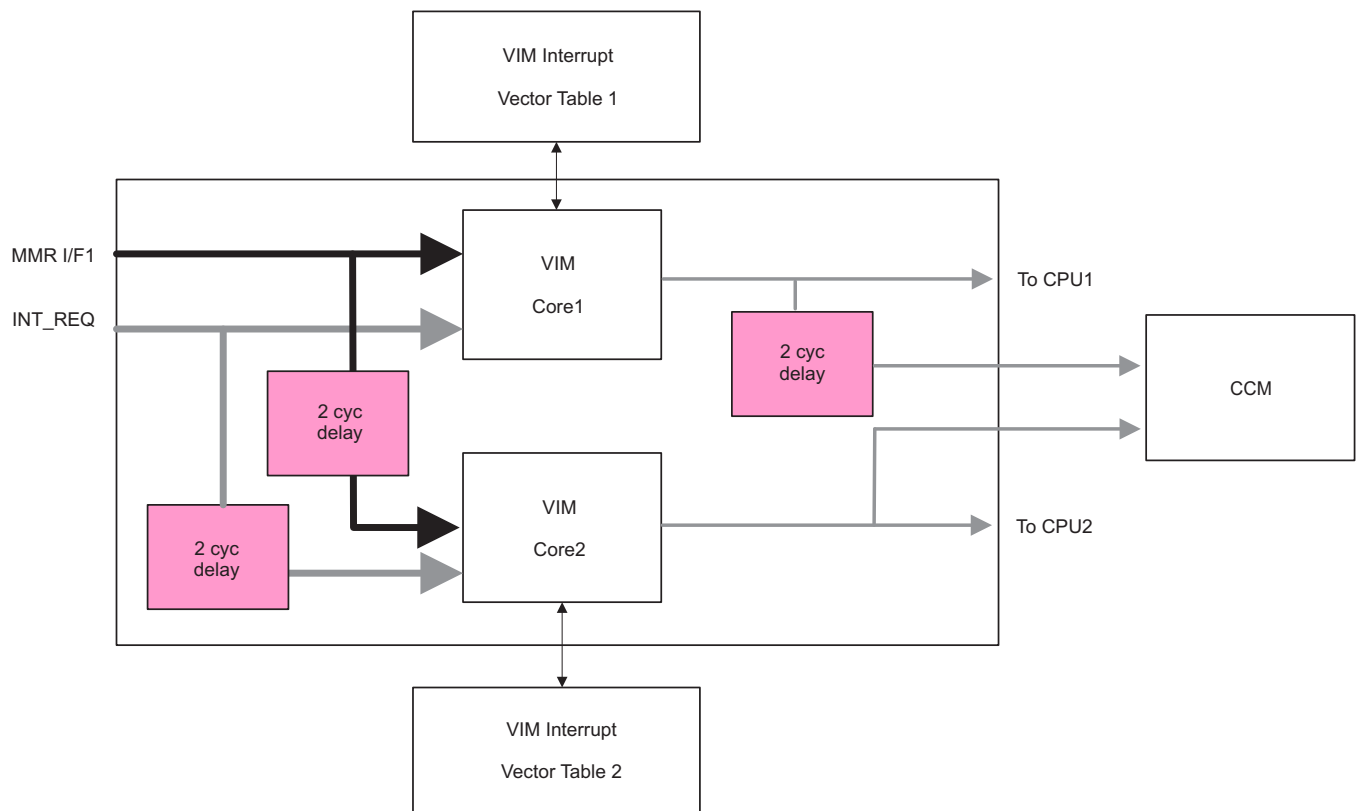 VIM Interrupt
Vector Table 1
MMR I/F1
INT_REQ
VIM
Core1
To CPU1
2 cyc
delay
CCM
2 cyc
delay
VIM
Core2
To CPU2
2 cyc
delay
VIM Interrupt
Vector Table 2